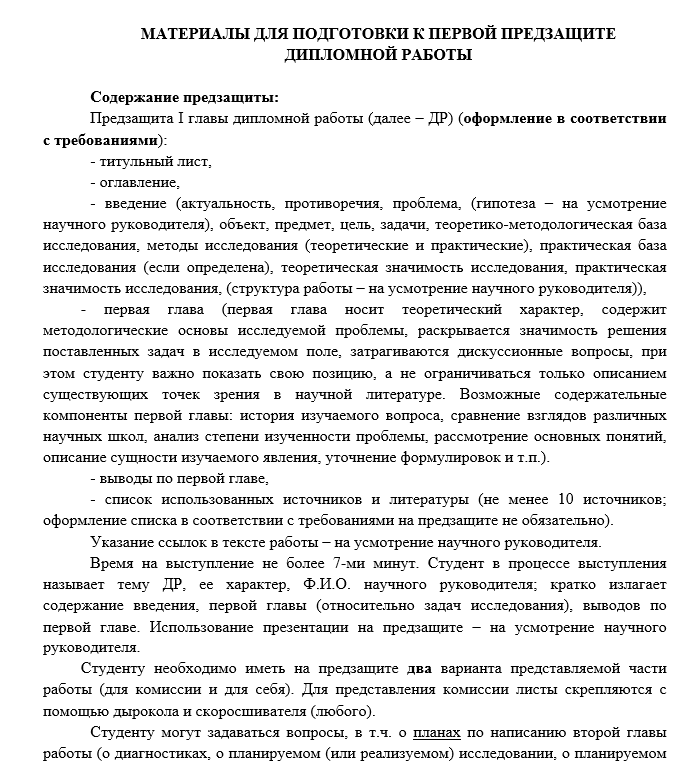 МАТЕРИАЛЫ ДЛЯ ПОДГОТОВКИ К ПЕРВОЙ ПРЕДЗАЩИТЕ
ДИПЛОМНОЙ РАБОТЫ
Содержание предзащиты:
Предзащита I главы дипломной работы (далее – ДР) (оформление в соответствии
с требованиями):
- титульный лист,
- оглавление,
- введение (актуальность, противоречия, проблема, (гипотеза – на усмотрение
научного руководителя), объект, предмет, цель, задачи, теоретико-методологическая база
исследования, методы исследования (теоретические и практические), практическая база
исследования (если определена), теоретическая значимость исследования, практическая
значимость исследования, (структура работы – на усмотрение научного руководителя)),
- первая глава (первая глава носит теоретический характер, содержит
методологические основы исследуемой проблемы, раскрывается значимость решения
поставленных задач в исследуемом поле, затрагиваются дискуссионные вопросы, при
этом студенту важно показать свою позицию, а не ограничиваться только описанием
существующих точек зрения в научной литературе. Возможные содержательные
компоненты первой главы: история изучаемого вопроса, сравнение взглядов различных
научных школ, анализ степени изученности проблемы, рассмотрение основных понятий,
описание сущности изучаемого явления, уточнение формулировок и т.п.).
- выводы по первой главе,
- список использованных источников и литературы (не менее 10 источников;
оформление списка в соответствии с требованиями на предзащите не обязательно).
Указание ссылок в тексте работы – на усмотрение научного руководителя.
Время на выступление не более 7-ми минут. Студент в процессе выступления
называет тему ДР, ее характер, Ф.И.О. научного руководителя; кратко излагает
содержание введения, первой главы (относительно задач исследования), выводов по
первой главе. Использование презентации на предзащите – на усмотрение научного
руководителя.
Студенту необходимо иметь на предзащите два варианта представляемой части
работы (для комиссии и для себя). Для представления комиссии листы скрепляются с
помощью дырокола и скоросшивателя (любого).
Студенту могут задаваться вопросы, в т.ч. о планах по написанию второй главы
работы (о диагностиках, о планируемом (или реализуемом) исследовании, о планируемом